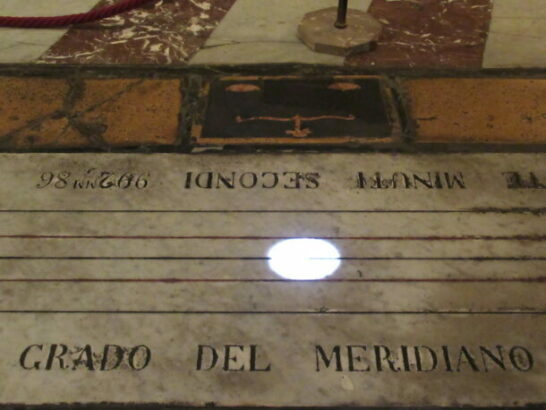 MINUTI SECONDI
GRADO DEL MERIDIANO